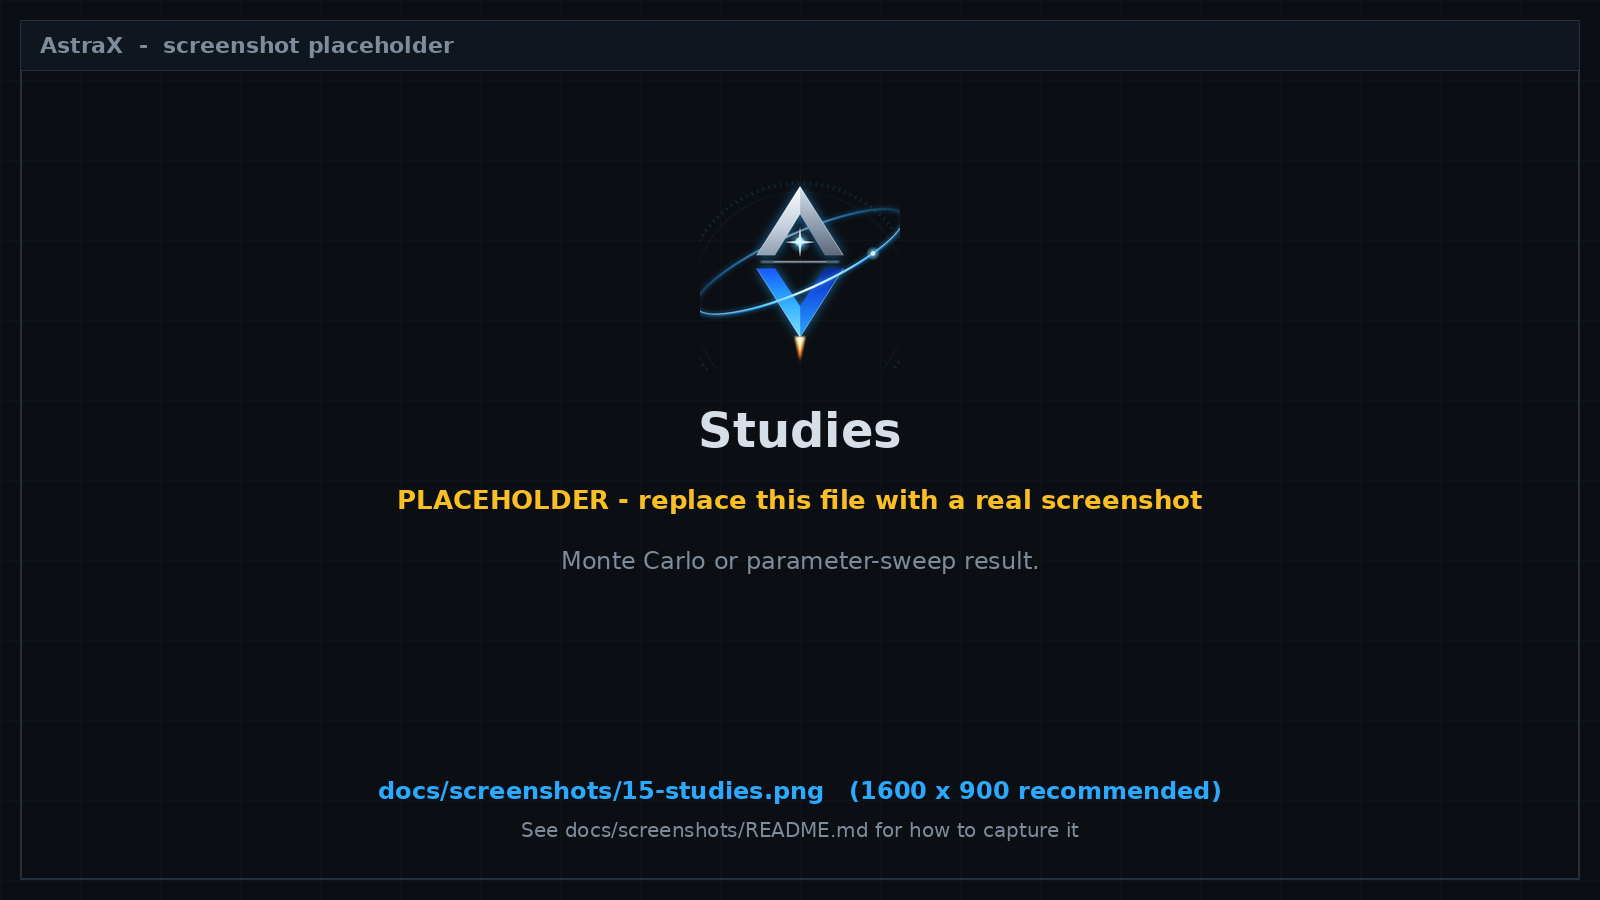 AstraX - screenshot placeholder
Studies
PLACEHOLDER - replace this file with a real screenshot
Monte Carlo or parameter-sweep result.
docs/screenshots/15-studies.png (1600 x 900 recommended)
See docs/screenshots/README.md for how to capture it